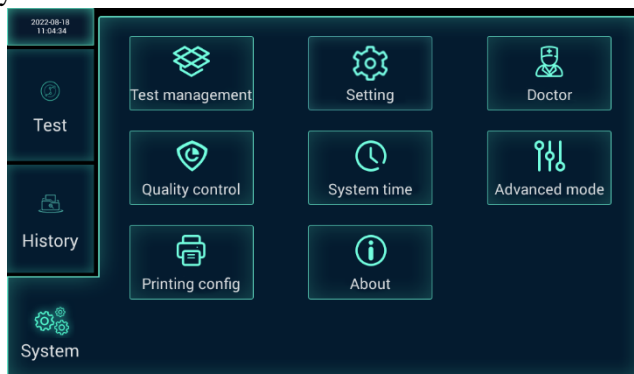 2022-08-18
11:04:34
Test
History
System
Test management
Setting
Doctor
Quality control
System time
Advanced mode
Printing config
About